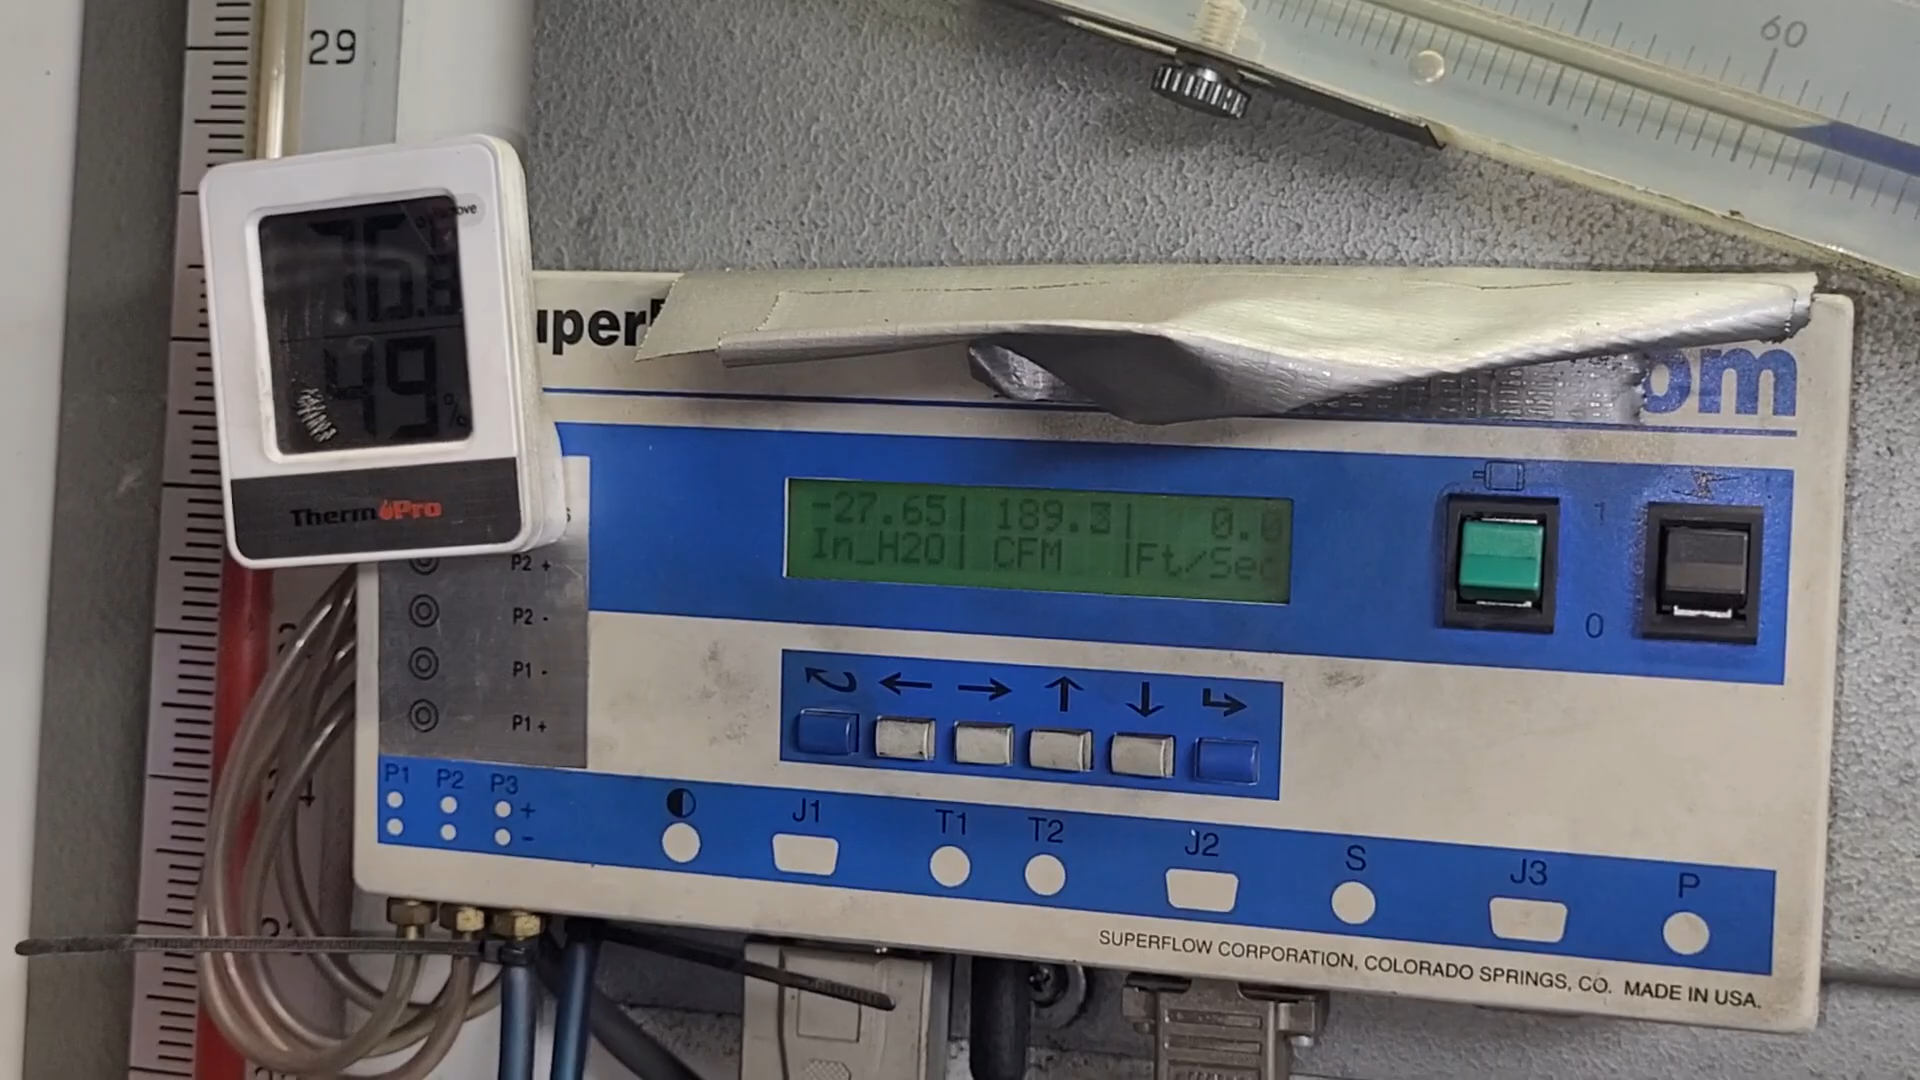 29
60
76.8
49%
ThermoPro
uper
om
-27.65| 189.3| 0.0
In_H2O| CFM |Ft/Sec
1
0
P2 +
P2 -
P1 -
P1 +
P1 P2 P3
+
-
J1 T1 T2 J2 S J3 P
SUPERFLOW CORPORATION, COLORADO SPRINGS, CO. MADE IN USA.